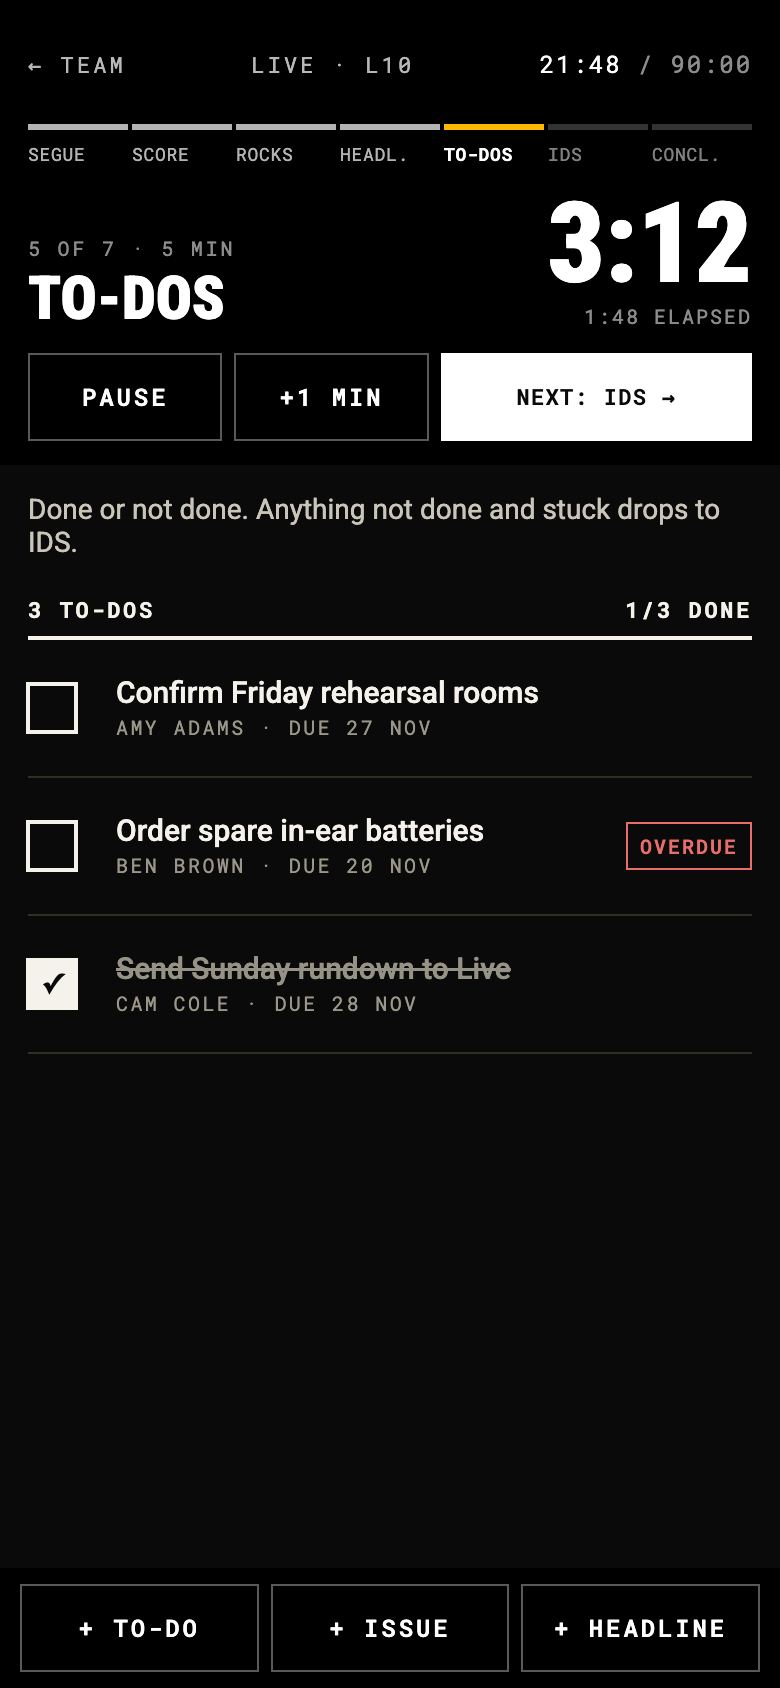 ← TEAM LIVE · L10 21:48 / 90:00
SEGUE SCORE ROCKS HEADL. TO-DOS IDS CONCL.
5 OF 7 · 5 MIN
TO-DOS
3:12
1:48 ELAPSED
PAUSE +1 MIN NEXT: IDS →
Done or not done. Anything not done and stuck drops to
IDS.
3 TO-DOS 1/3 DONE
Confirm Friday rehearsal rooms
AMY ADAMS · DUE 27 NOV
Order spare in-ear batteries
BEN BROWN · DUE 20 NOV
OVERDUE
Send Sunday rundown to Live
CAM COLE · DUE 28 NOV
+ TO-DO + ISSUE + HEADLINE